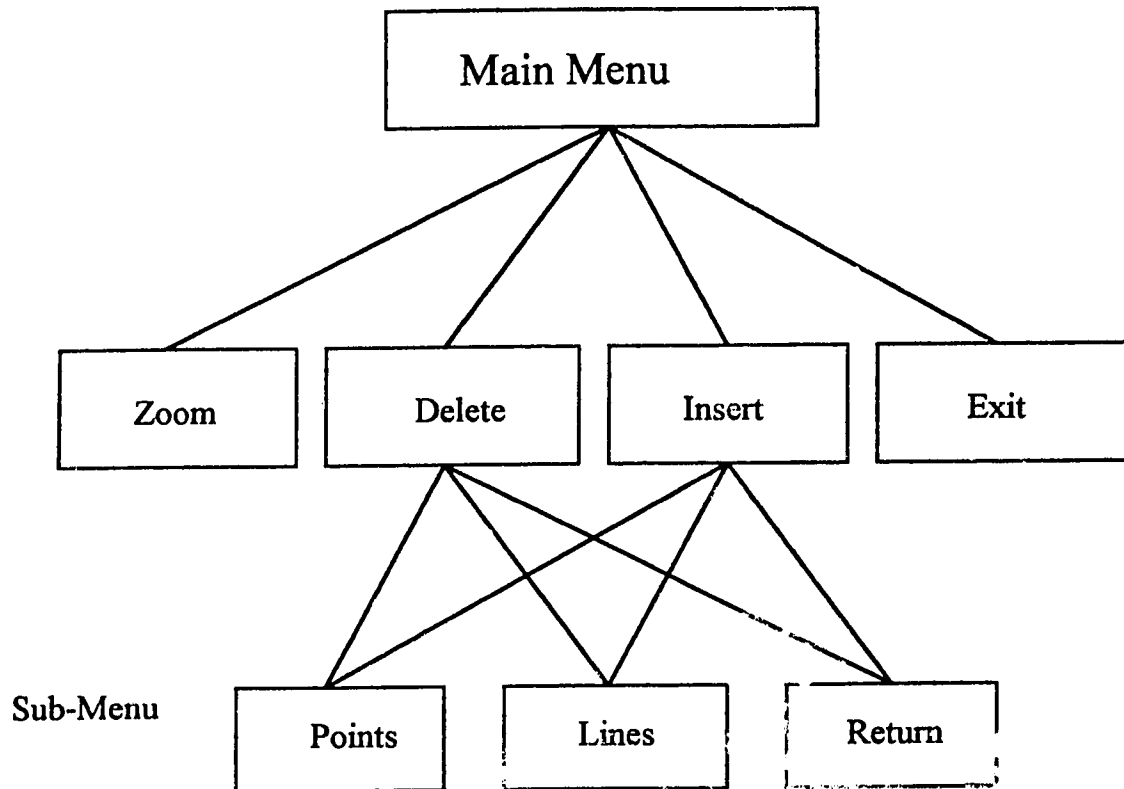 Main Menu
Zoom
Delete
Insert
Exit
Sub-Menu
Points
Lines
Return